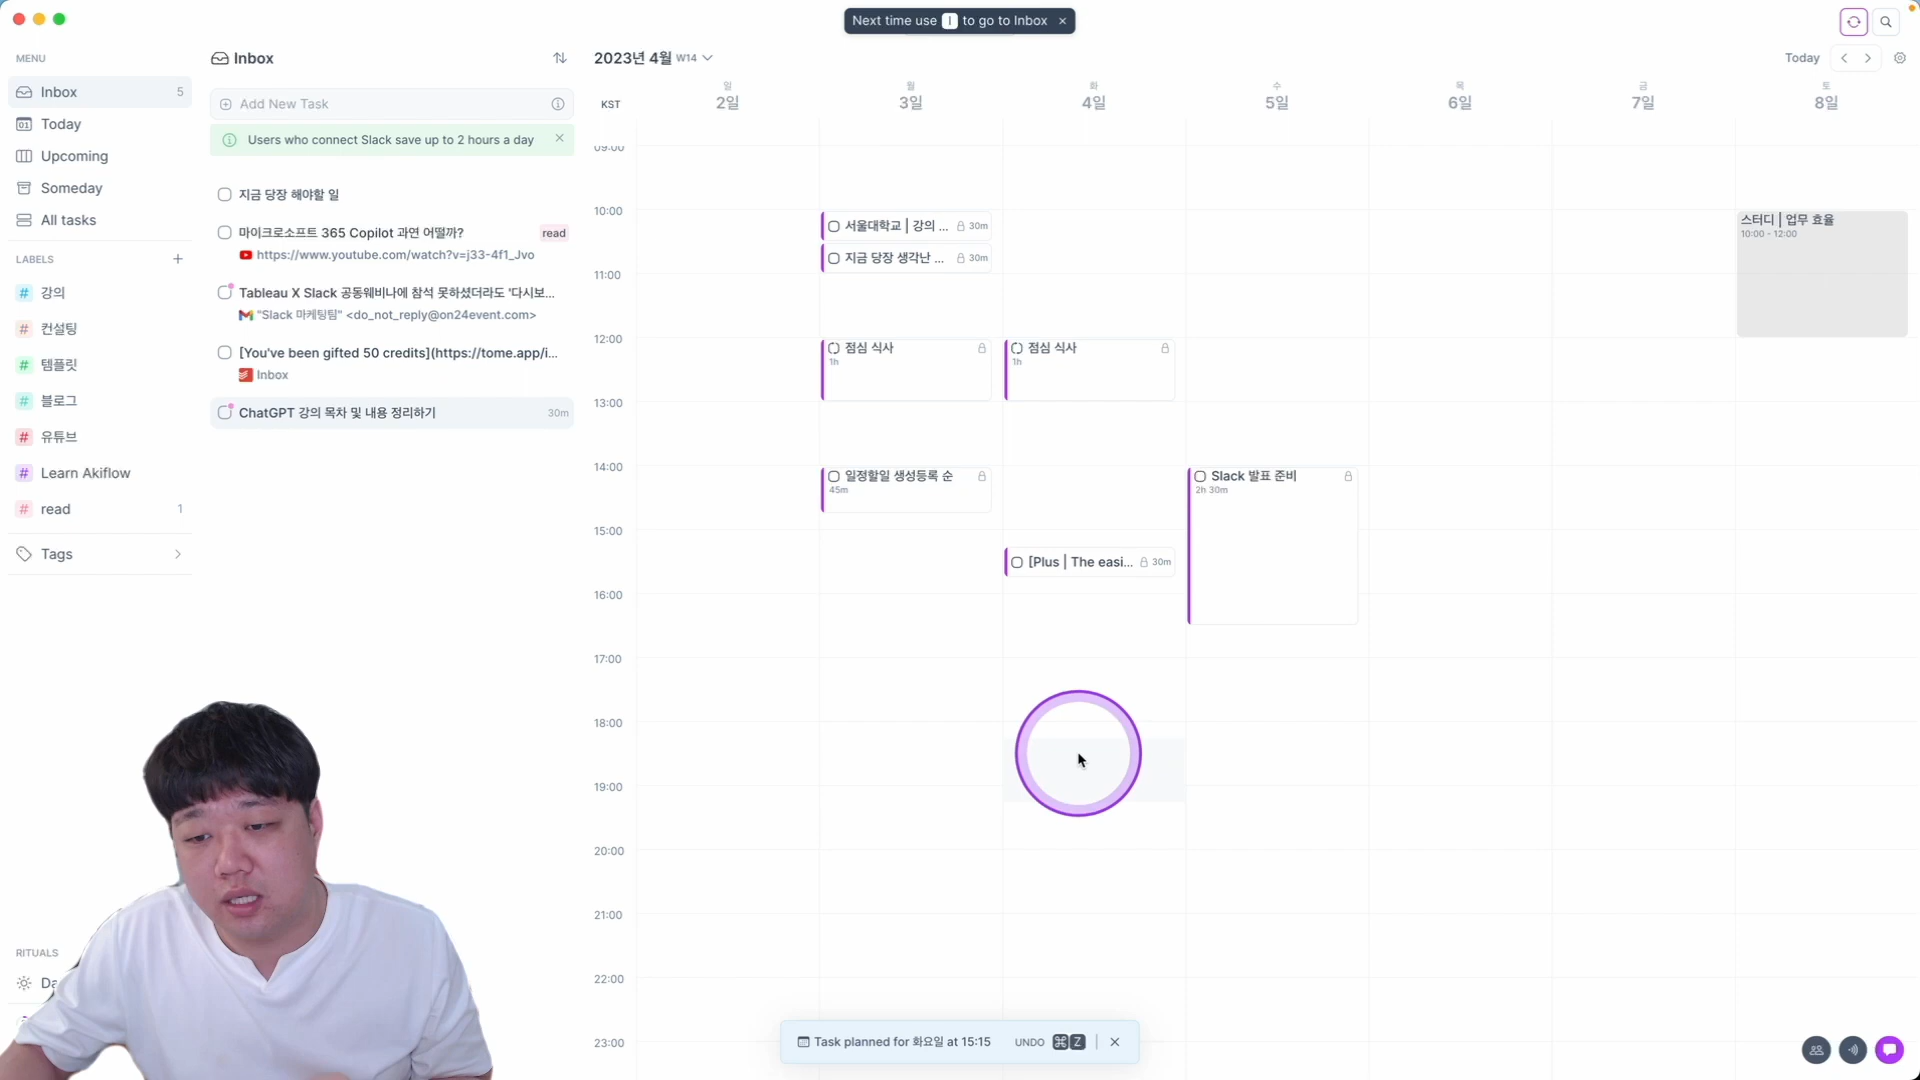 Next time use I to go to Inbox
MENU
Inbox 5
Today
Upcoming
Someday
All tasks
LABELS
강의
컨설팅
템플릿
블로그
유튜브
Learn Akiflow
read 1
Tags
RITUALS
Da
Inbox
Add New Task
Users who connect Slack save up to 2 hours a day
지금 당장 해야할 일
마이크로소프트 365 Copilot 과연 어떨까? read
https://www.youtube.com/watch?v=j33-4f1_Jvo
Tableau X Slack 공동웨비나에 참석 못하셨더라도 '다시보...
"Slack 마케팅팀" <do_not_reply@on24event.com>
[You've been gifted 50 credits](https://tome.app/i...
Inbox
ChatGPT 강의 목차 및 내용 정리하기 30m
2023년 4월 W14
Today
일 월 화 수 목 금 토
KST 2일 3일 4일 5일 6일 7일 8일
09:00
10:00
서울대학교 | 강의 ... 30m
스터디 | 업무 효율
10:00 - 12:00
지금 당장 생각난 ... 30m
11:00
12:00
점심 식사
1h
점심 식사
1h
13:00
14:00
일정할일 생성등록 순
45m
Slack 발표 준비
2h 30m
15:00
[Plus | The easi... 30m
16:00
17:00
18:00
19:00
20:00
21:00
22:00
23:00
Task planned for 화요일 at 15:15 UNDO ⌘ Z